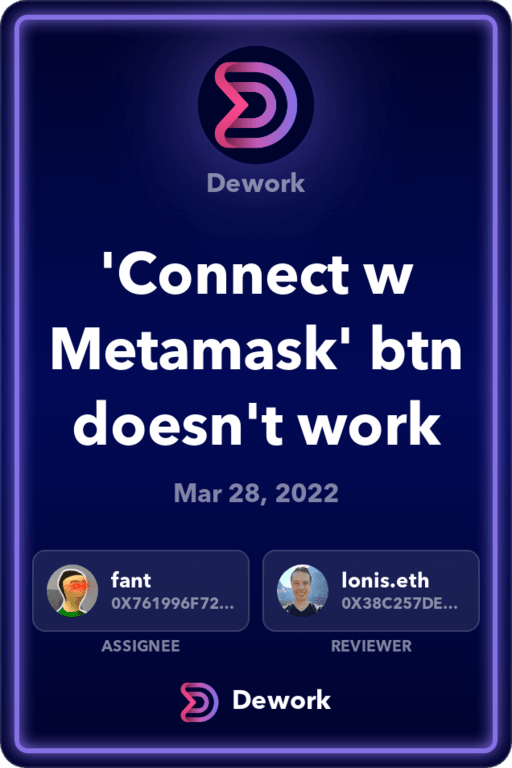 Dework
'Connect w
Metamask' btn
doesn't work
Mar 28, 2022
fant
0X761996F72...
lonis.eth
0X38C257DE...
ASSIGNEE
REVIEWER
Dework